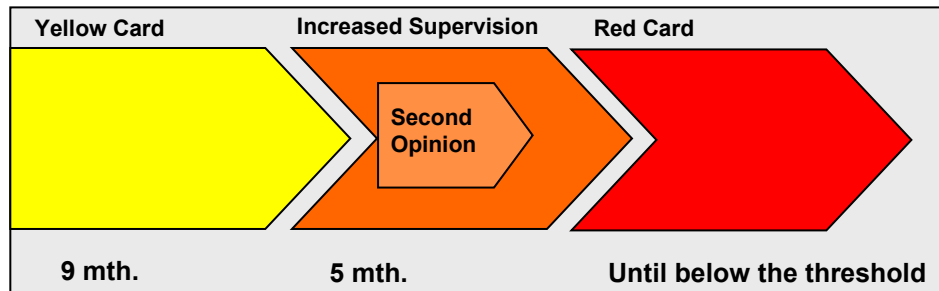 Yellow Card
Increased Supervision
Red Card
Second
Opinion
9 mth.
5 mth.
Until below the threshold